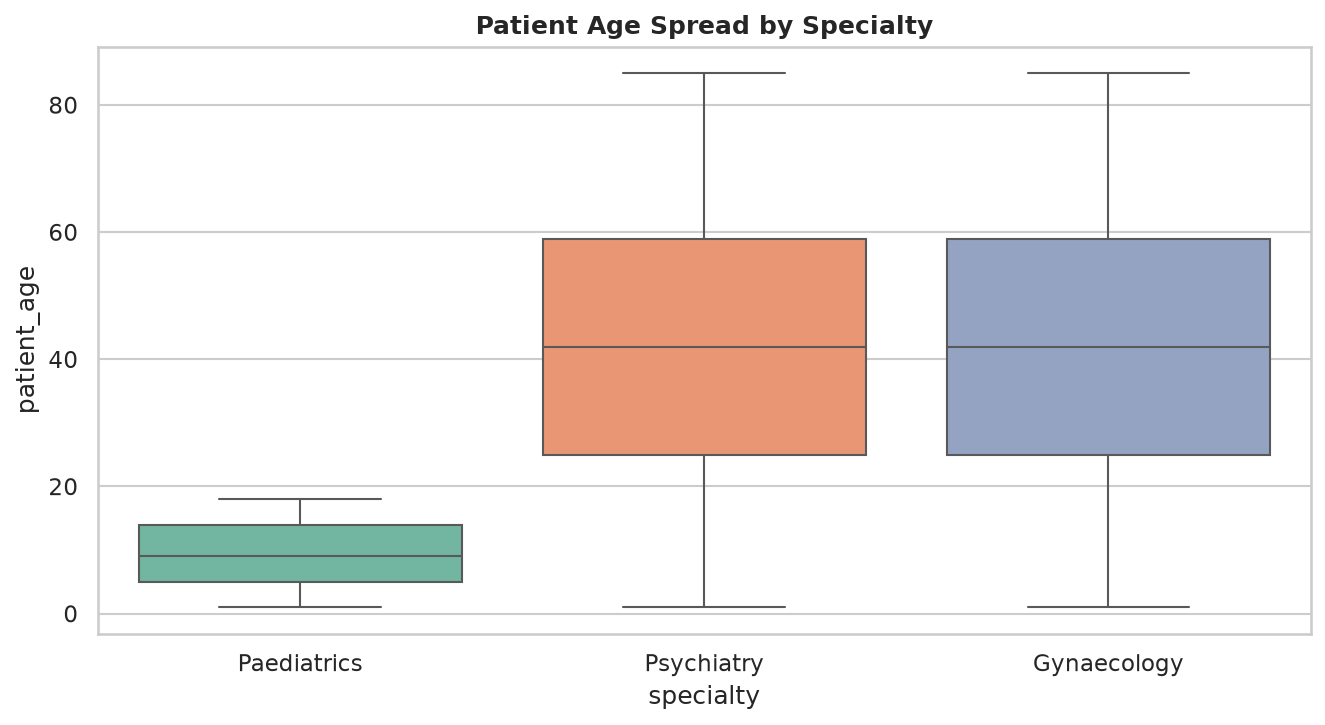 Patient Age Spread by Specialty
patient_age
80
60
40
20
0
Paediatrics Psychiatry Gynaecology
specialty